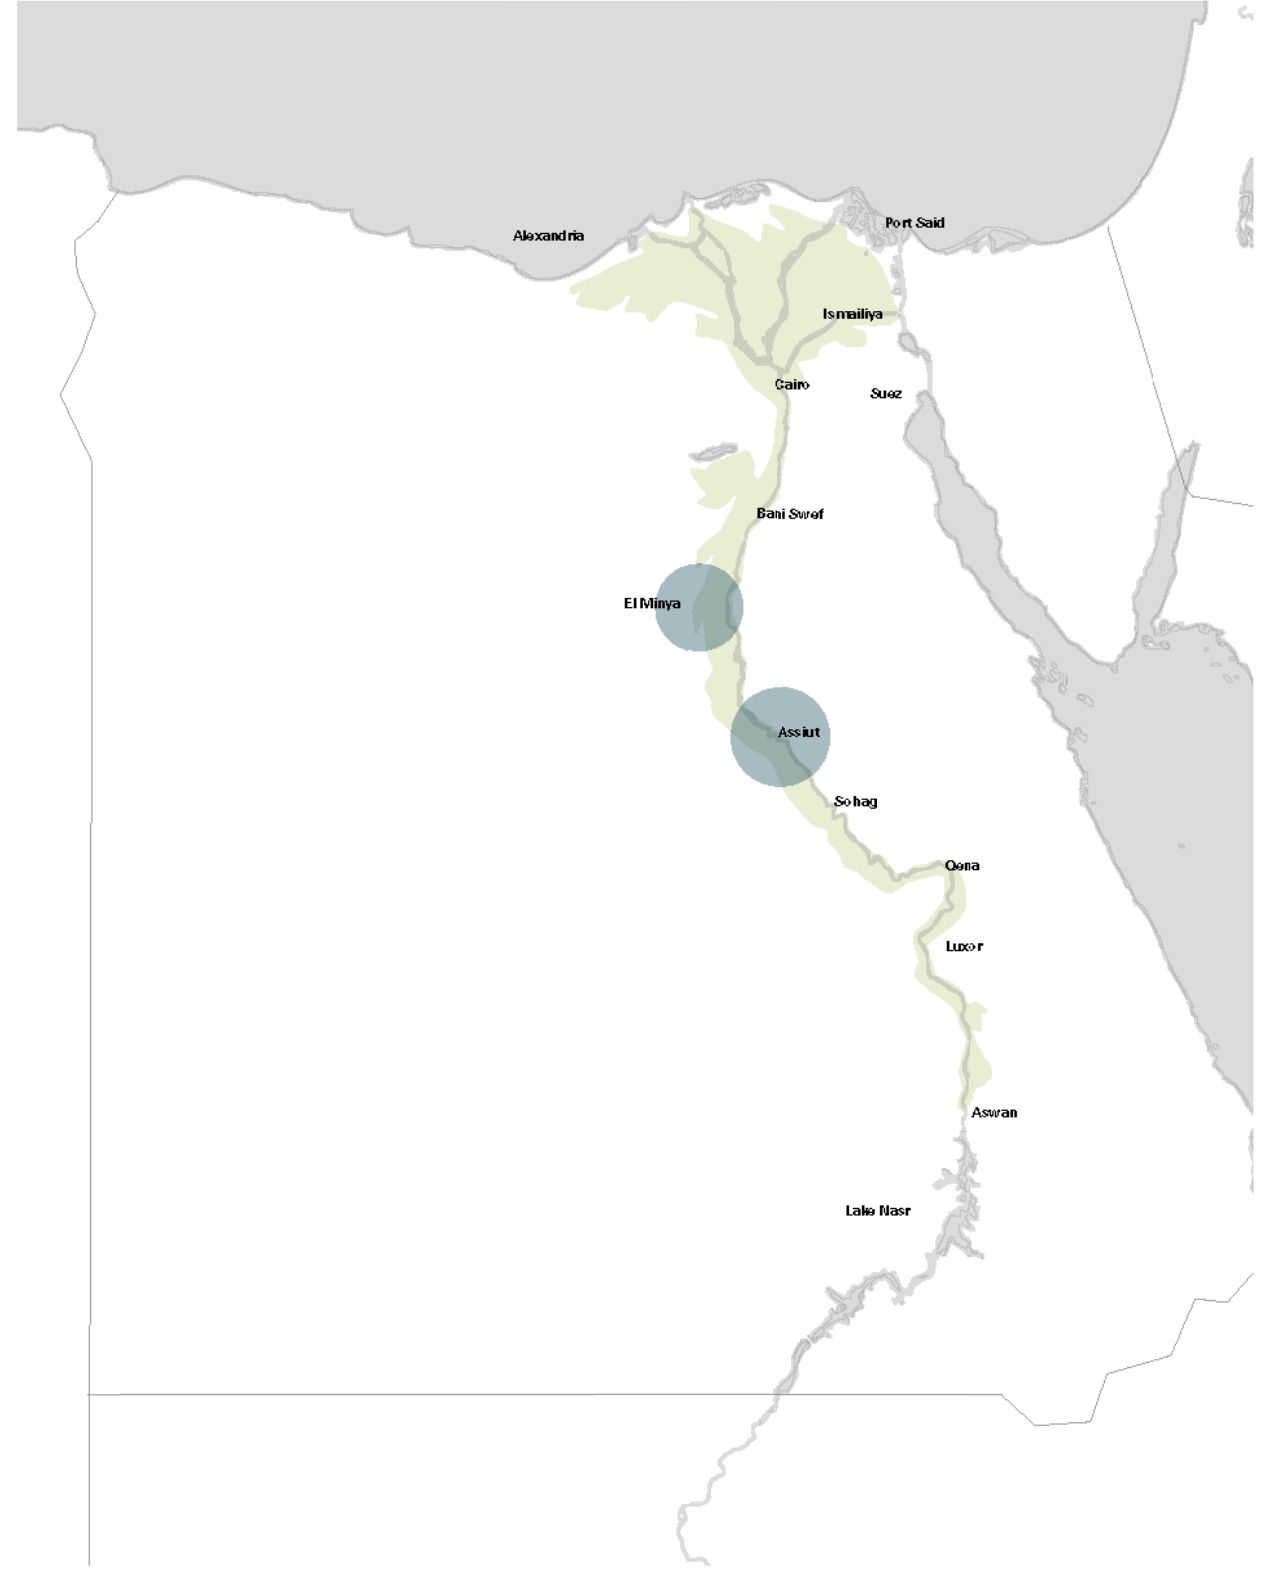 Port Said
Alexandria
Ismailiya
Cairo
Suez
Bani Swef
El Minya
Assiut
Sohag
Qena
Luxor
Aswan
Lake Nasr